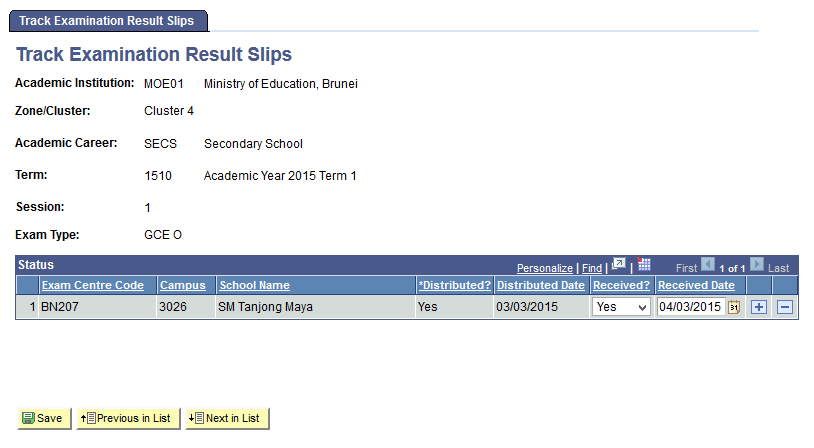 Track Examination Result Slips
Track Examination Result Slips
Academic Institution: MOE01 Ministry of Education, Brunei
Zone/Cluster: Cluster 4
Academic Career: SECS Secondary School
Term: 1510 Academic Year 2015 Term 1
Session: 1
Exam Type: GCE O
Status Personalize | Find | | First 1 of 1 Last
Exam Centre Code Campus School Name *Distributed? Distributed Date Received? Received Date
1 BN207 3026 SM Tanjong Maya Yes 03/03/2015 Yes 04/03/2015 31 + −
Save Previous in List Next in List